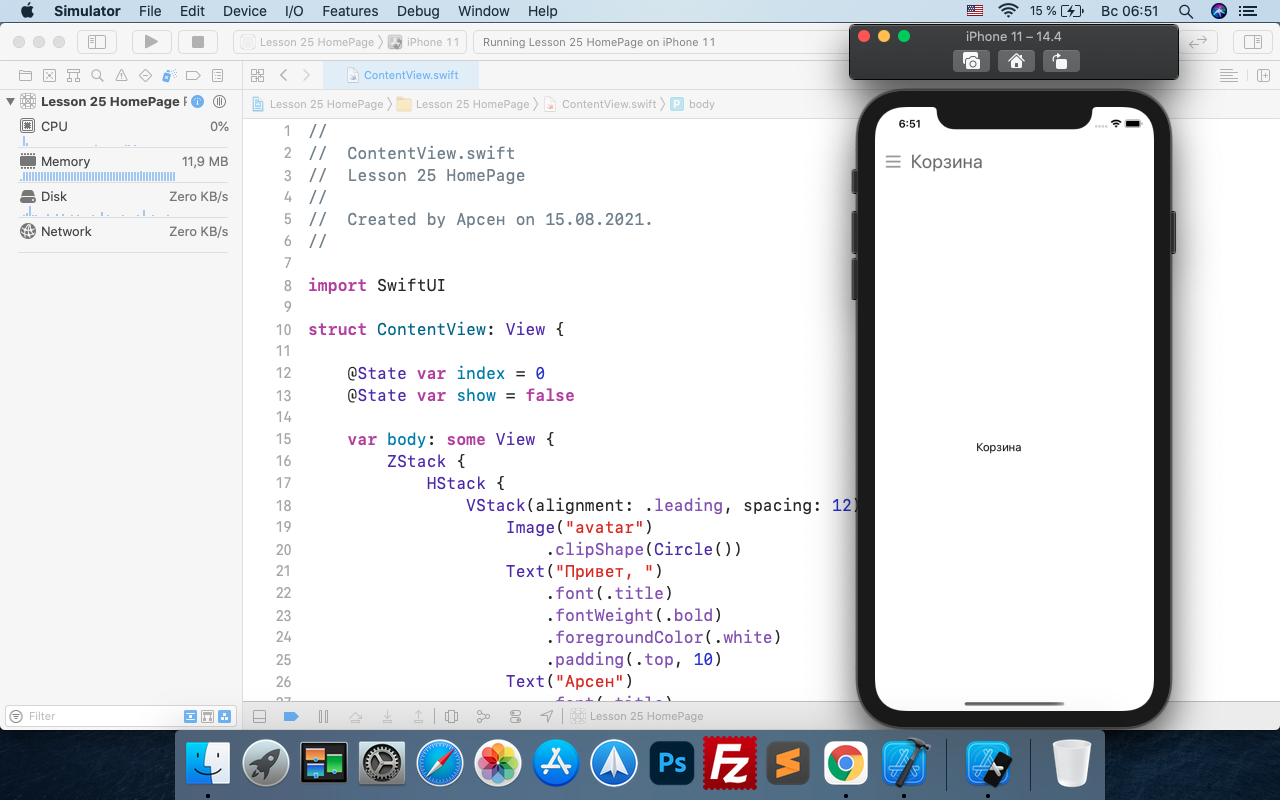 Simulator File Edit Device I/O Features Debug Window Help 15 % Вс 06:51
Lesson 25 HomePage iPhone 11 Running Lesson 25 HomePage on iPhone 11
iPhone 11 – 14.4
ContentView.swift
Lesson 25 HomePage
CPU 0%
Memory 11,9 MB
Disk Zero KB/s
Network Zero KB/s
Filter
Lesson 25 HomePage Lesson 25 HomePage ContentView.swift P body
1 //
2 // ContentView.swift
3 // Lesson 25 HomePage
4 //
5 // Created by Арсен on 15.08.2021.
6 //
7
8 import SwiftUI
9
10 struct ContentView: View {
11
12 @State var index = 0
13 @State var show = false
14
15 var body: some View {
16 ZStack {
17 HStack {
18 VStack(alignment: .leading, spacing: 12)
19 Image("avatar")
20 .clipShape(Circle())
21 Text("Привет, ")
22 .font(.title)
23 .fontWeight(.bold)
24 .foregroundColor(.white)
25 .padding(.top, 10)
26 Text("Арсен")
27 .font(.title)
Lesson 25 HomePage
6:51
Корзина
Корзина
Ps
Fz